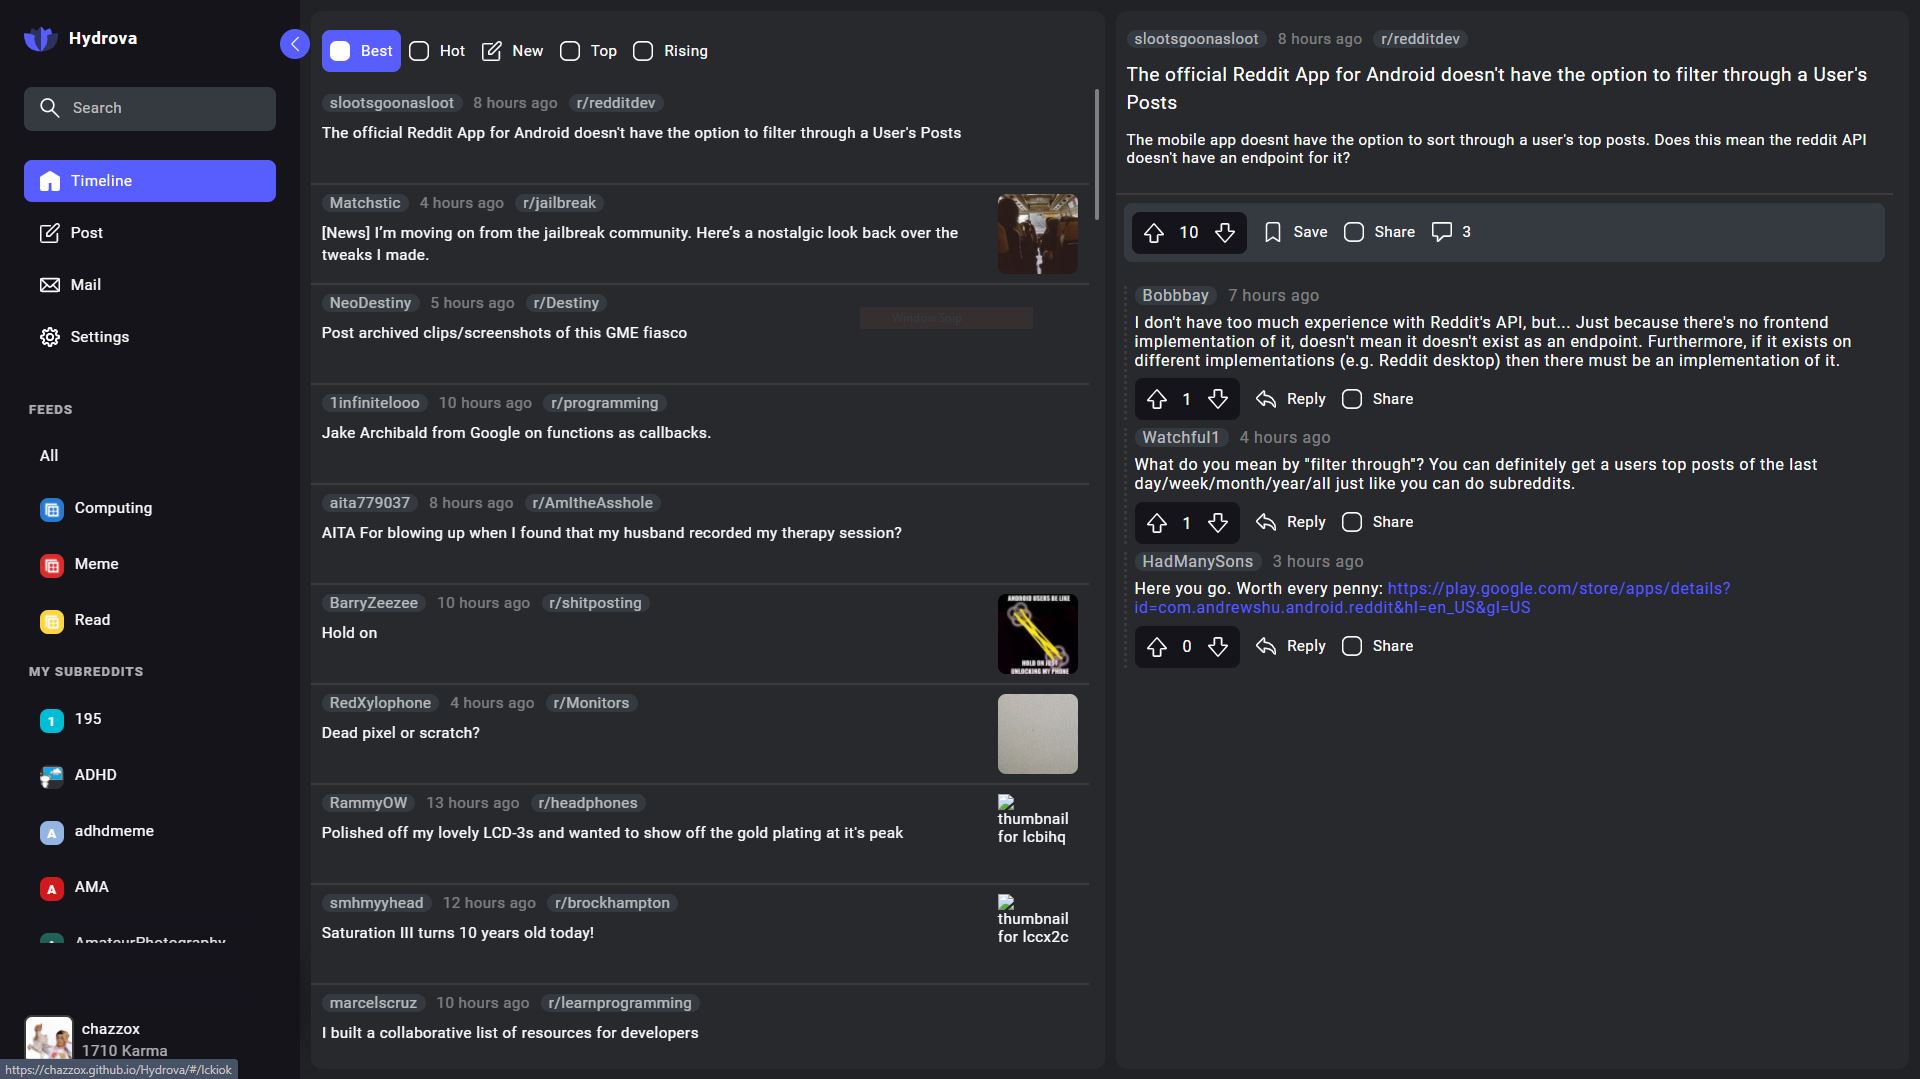 Hydrova
Search
Timeline
Post
Mail
Settings
FEEDS
All
Computing
Meme
Read
MY SUBREDDITS
1 195
ADHD
A adhdmeme
A AMA
AmateurPhotography
chazzox
1710 Karma
https://chazzox.github.io/Hydrova/#/lckiok
Best Hot New Top Rising
slootsgoonasloot 8 hours ago r/redditdev
The official Reddit App for Android doesn't have the option to filter through a User's Posts
Matchstic 4 hours ago r/jailbreak
[News] I’m moving on from the jailbreak community. Here’s a nostalgic look back over the
tweaks I made.
NeoDestiny 5 hours ago r/Destiny
Post archived clips/screenshots of this GME fiasco
Window Snip
1infinitelooo 10 hours ago r/programming
Jake Archibald from Google on functions as callbacks.
aita779037 8 hours ago r/AmItheAsshole
AITA For blowing up when I found that my husband recorded my therapy session?
BarryZeezee 10 hours ago r/shitposting
Hold on
ANDROID USERS BE LIKE
HOLD ON JUST
UNLOCKING MY PHONE
RedXylophone 4 hours ago r/Monitors
Dead pixel or scratch?
RammyOW 13 hours ago r/headphones
Polished off my lovely LCD-3s and wanted to show off the gold plating at it's peak
thumbnail
for lcbihq
smhmyyhead 12 hours ago r/brockhampton
Saturation III turns 10 years old today!
thumbnail
for lccx2c
marcelscruz 10 hours ago r/learnprogramming
I built a collaborative list of resources for developers
slootsgoonasloot 8 hours ago r/redditdev
The official Reddit App for Android doesn't have the option to filter through a User's
Posts
The mobile app doesnt have the option to sort through a user's top posts. Does this mean the reddit API
doesn't have an endpoint for it?
10 Save Share 3
Bobbbay 7 hours ago
I don't have too much experience with Reddit's API, but... Just because there's no frontend
implementation of it, doesn't mean it doesn't exist as an endpoint. Furthermore, if it exists on
different implementations (e.g. Reddit desktop) then there must be an implementation of it.
1 Reply Share
Watchful1 4 hours ago
What do you mean by "filter through"? You can definitely get a users top posts of the last
day/week/month/year/all just like you can do subreddits.
1 Reply Share
HadManySons 3 hours ago
Here you go. Worth every penny: https://play.google.com/store/apps/details?
id=com.andrewshu.android.reddit&hl=en_US&gl=US
0 Reply Share